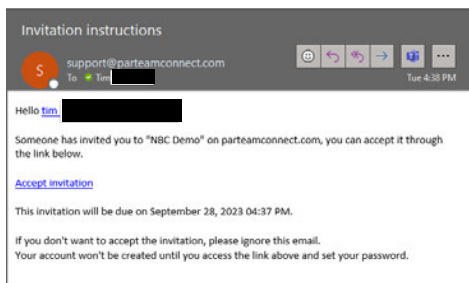 Invitation instructions
S
support@parteamconnect.com
To Tim
Tue 4:38 PM
Hello tim
Someone has invited you to "NBC Demo" on parteamconnect.com, you can accept it through
the link below.
Accept invitation
This invitation will be due on September 28, 2023 04:37 PM.
If you don't want to accept the invitation, please ignore this email.
Your account won't be created until you access the link above and set your password.